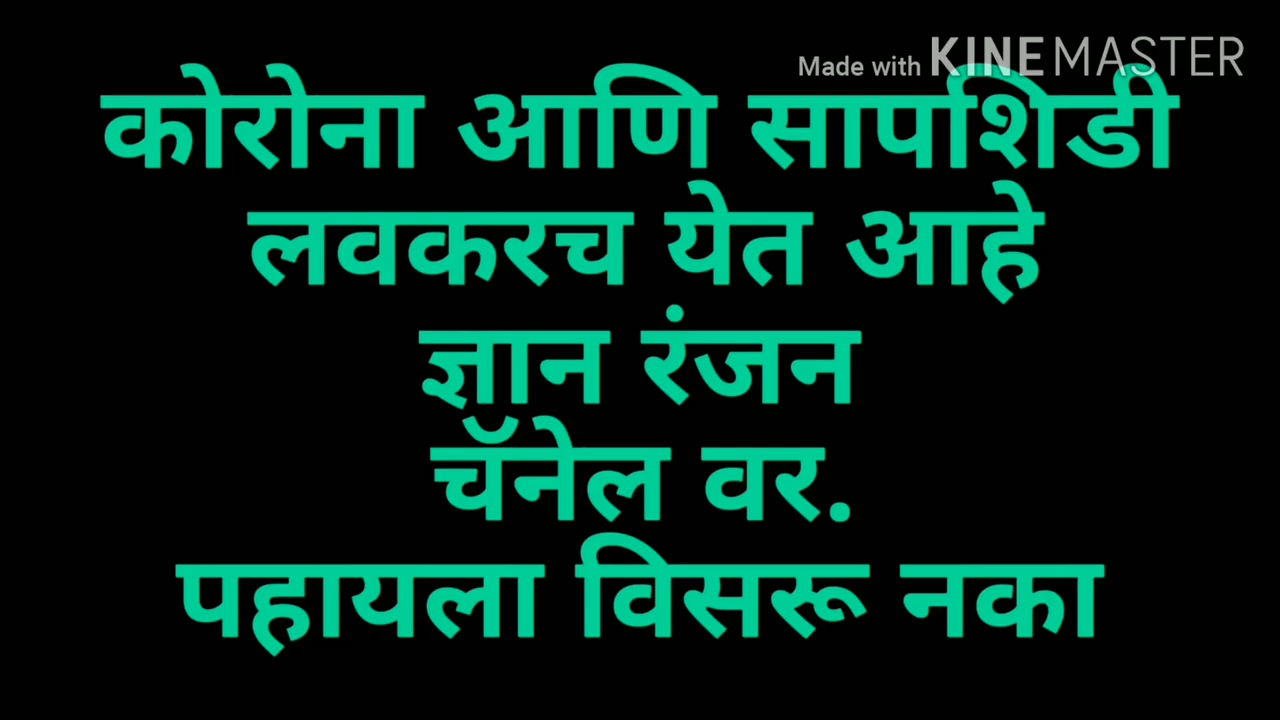 Made with KINEMASTER
कोरोना आणि सापशिडी
लवकरच येत आहे
ज्ञान रंजन
चॅनेल वर.
पहायला विसरू नका